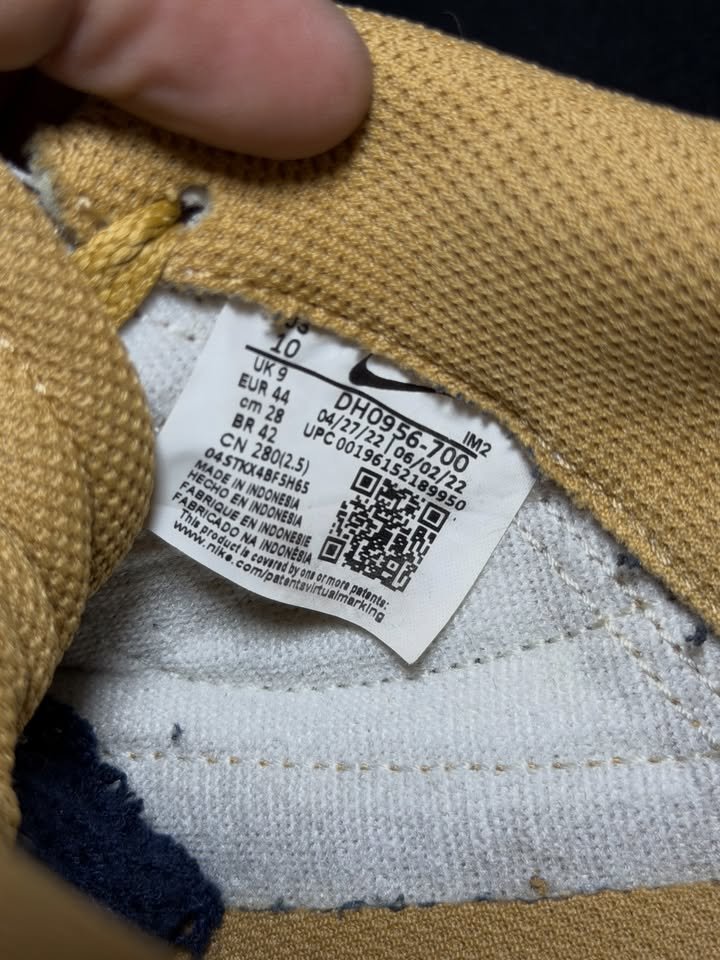 10
UK 9
EUR 44
cm 28
BR 42
CN 280(2.5)
04STKX4BFSH65
MADE IN INDONESIA
HECHO EN INDONESIA
FABRIQUE EN INDONESIE
FABRICADO NA INDONÉSIA
This product is covered by one or more patents:
www.nike.com/patentsvirtualmarking
IM2
DH0956-700
04/27/22 | 06/02/22
UPC 00196152189950